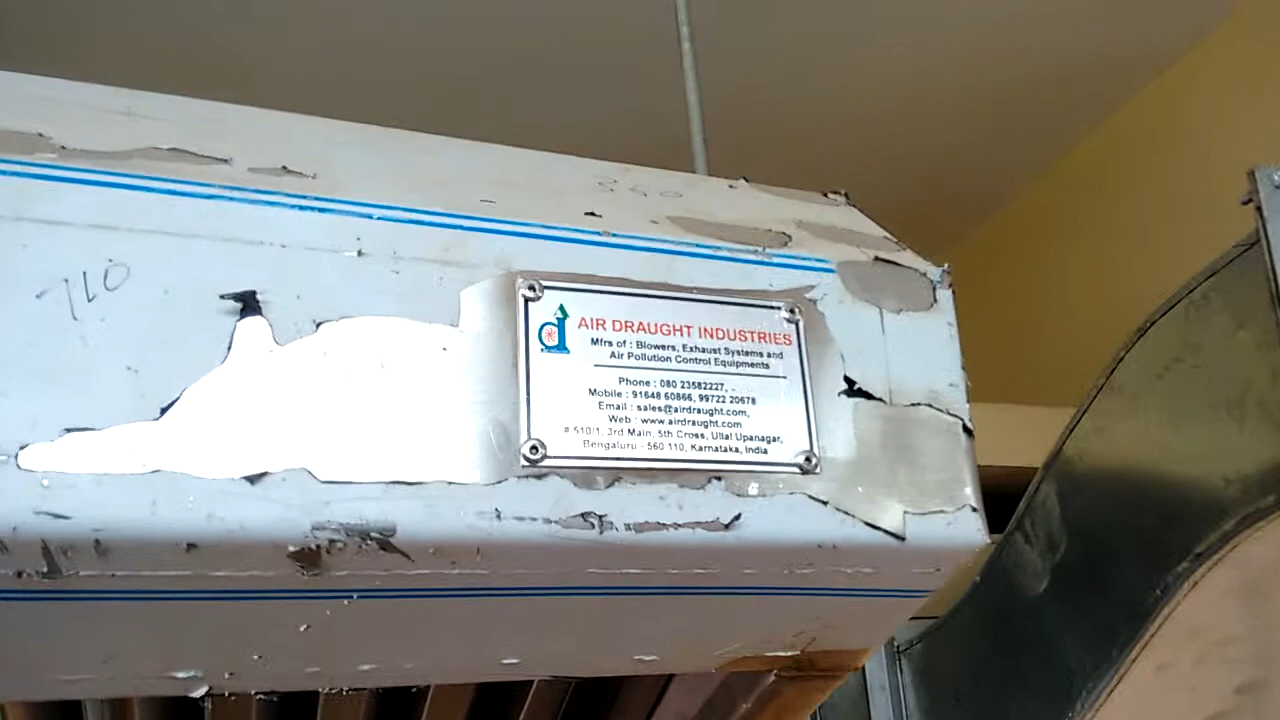 360
710
AIR DRAUGHT INDUSTRIES
Mfrs of : Blowers, Exhaust Systems and
Air Pollution Control Equipments
Phone : 080 23582227,
Mobile : 91648 60866, 99722 20678
Email : sales@airdraught.com,
Web : www.airdraught.com
# 510/1, 3rd Main, 5th Cross, Ullal Upanagar,
Bengaluru - 560 110, Karnataka, India